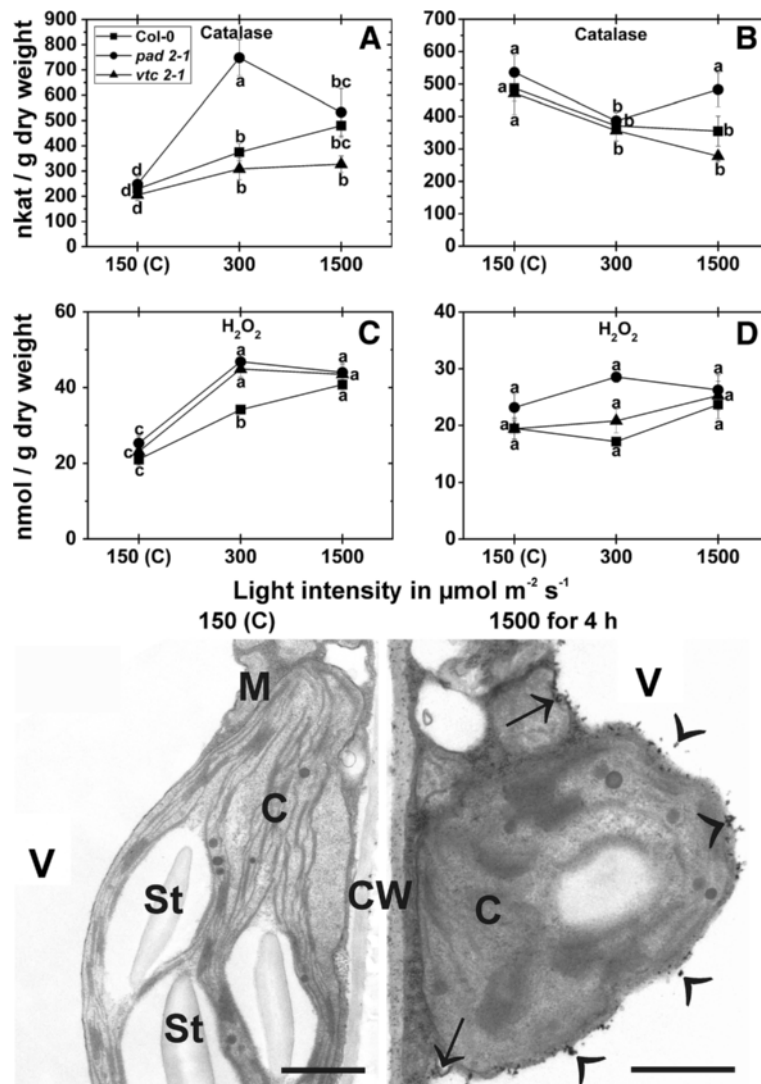 nkat / g dry weight
900
800
700
600
500
400
300
200
100
0
Col-0
pad 2-1
vtc 2-1
Catalase
A
d
d
d
a
b
b
bc
bc
b
150 (C)
300
1500
700
600
500
400
300
200
100
0
Catalase
B
a
a
a
b
b
b
a
b
b
150 (C)
300
1500
nmol / g dry weight
60
40
20
0
H₂O₂
C
c
c
c
a
a
b
a
a
a
150 (C)
300
1500
40
30
20
10
0
H₂O₂
D
a
a
a
a
a
a
a
a
a
150 (C)
300
1500
Light intensity in µmol m⁻² s⁻¹
150 (C)
1500 for 4 h
M
V
C
St
St
CW
V
C